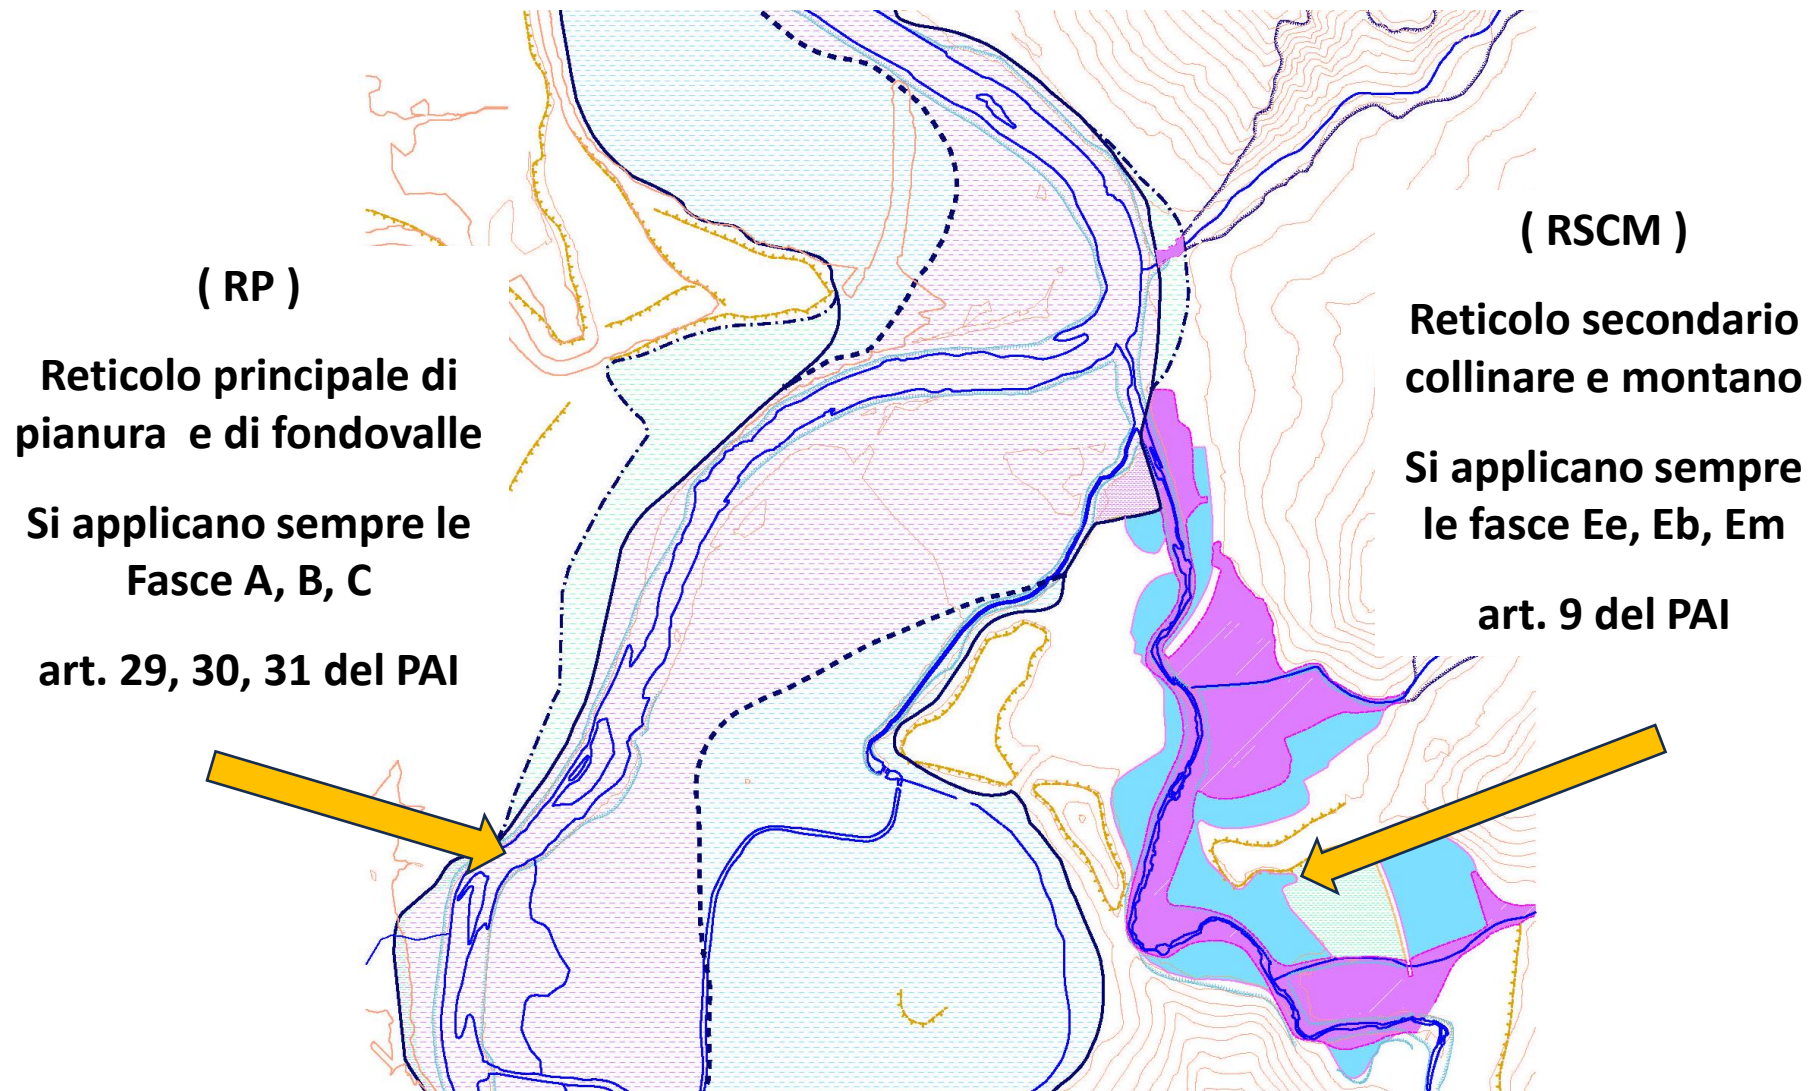 ( RP )
Reticolo principale di
pianura e di fondovalle
Si applicano sempre le
Fasce A, B, C
art. 29, 30, 31 del PAI
( RSCM )
Reticolo secondario
collinare e montano
Si applicano sempre
le fasce Ee, Eb, Em
art. 9 del PAI